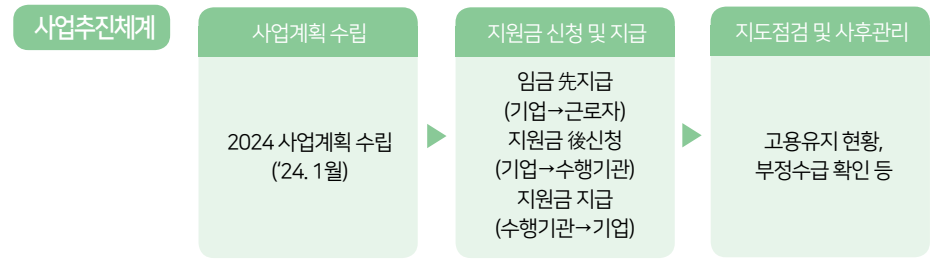 사업추진체계
사업계획 수립
2024 사업계획 수립
(‘24. 1월)
지원금 신청 및 지급
임금 先지급
(기업→근로자)
지원금 後신청
(기업→수행기관)
지원금 지급
(수행기관→기업)
지도점검 및 사후관리
고용유지 현황,
부정수급 확인 등